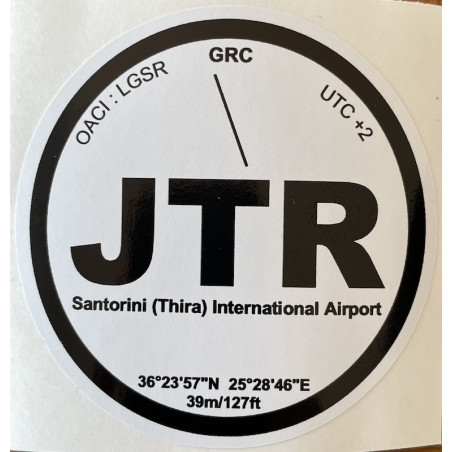 GRC
OACI : LGSR
UTC +2
JTR
Santorini (Thira) International Airport
36°23'57"N 25°28'46"E
39m/127ft